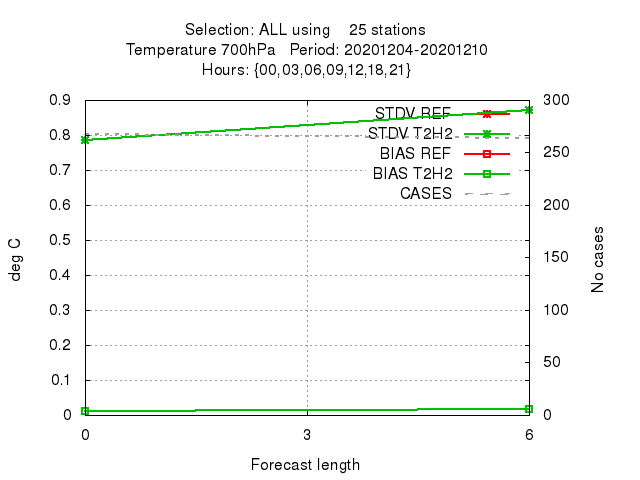 Selection: ALL using    25 stations
Temperature 700hPa   Period: 20201204-20201210
Hours: {00,03,06,09,12,18,21}
0.9
0.8
0.7
0.6
0.5
0.4
0.3
0.2
0.1
0
300
250
200
150
100
50
0
STDV REF
STDV T2H2
BIAS REF
BIAS T2H2
CASES
deg C
No cases
0
3
6
Forecast length